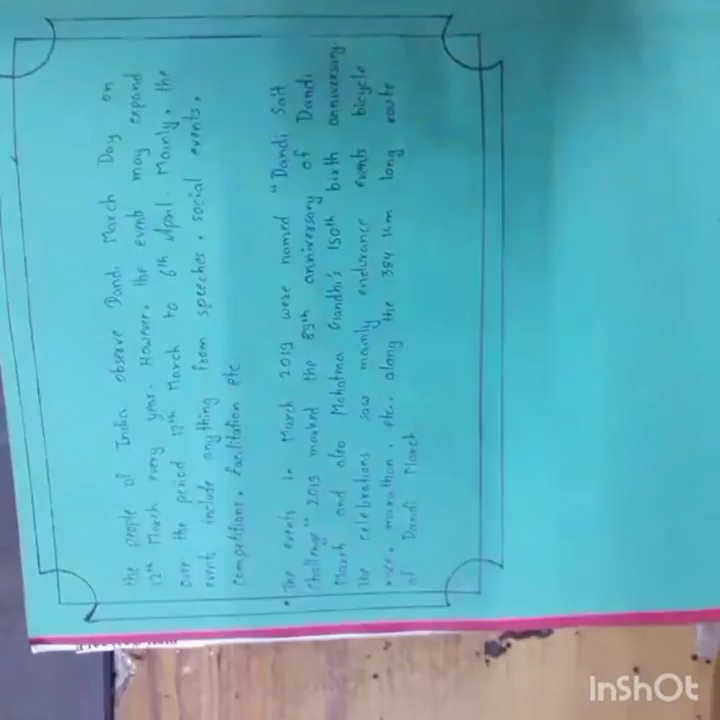 the people of India observe Dandi March Day on
12th March every year. However, the events may expand
over the period 12th March to 6th April. Mainly, the
events include anything from speeches, social events,
competitions, Facilitation etc
• The events in March 2019 were named "Dandi Salt
Challenge" 2019 marked the 89th anniversary of Dandi
March and also Mahatma Gandhi's 150th birth anniversary.
The celebrations saw mainly endurance events bicycle
race, marathon, etc. along the 384 km long route
of Dandi March
InShOt